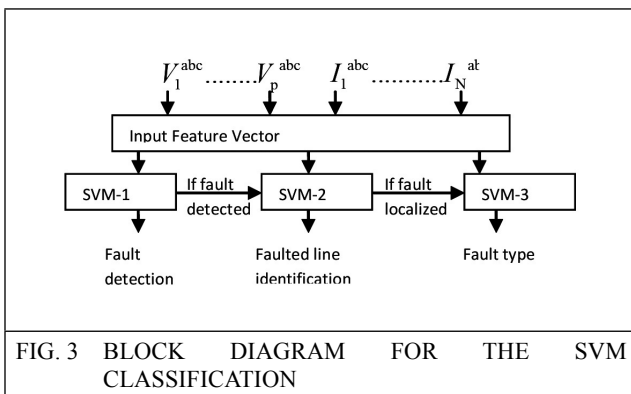 V₁ᵃᵇᶜ ........ Vₚᵃᵇᶜ I₁ᵃᵇᶜ ........... I_N
Input Feature Vector
SVM-1 If fault detected SVM-2 If fault localized SVM-3
Fault detection Faulted line identification Fault type
FIG. 3 BLOCK DIAGRAM FOR THE SVM
CLASSIFICATION